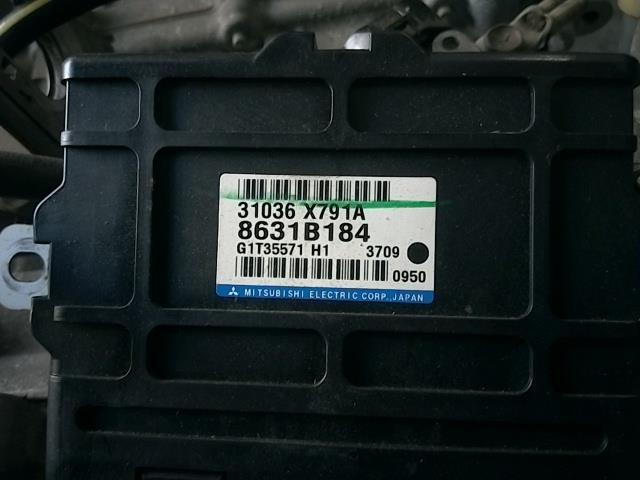 31036 X791A
8631B184
G1T35571 H1 3709
0950
MITSUBISHI ELECTRIC CORP., JAPAN